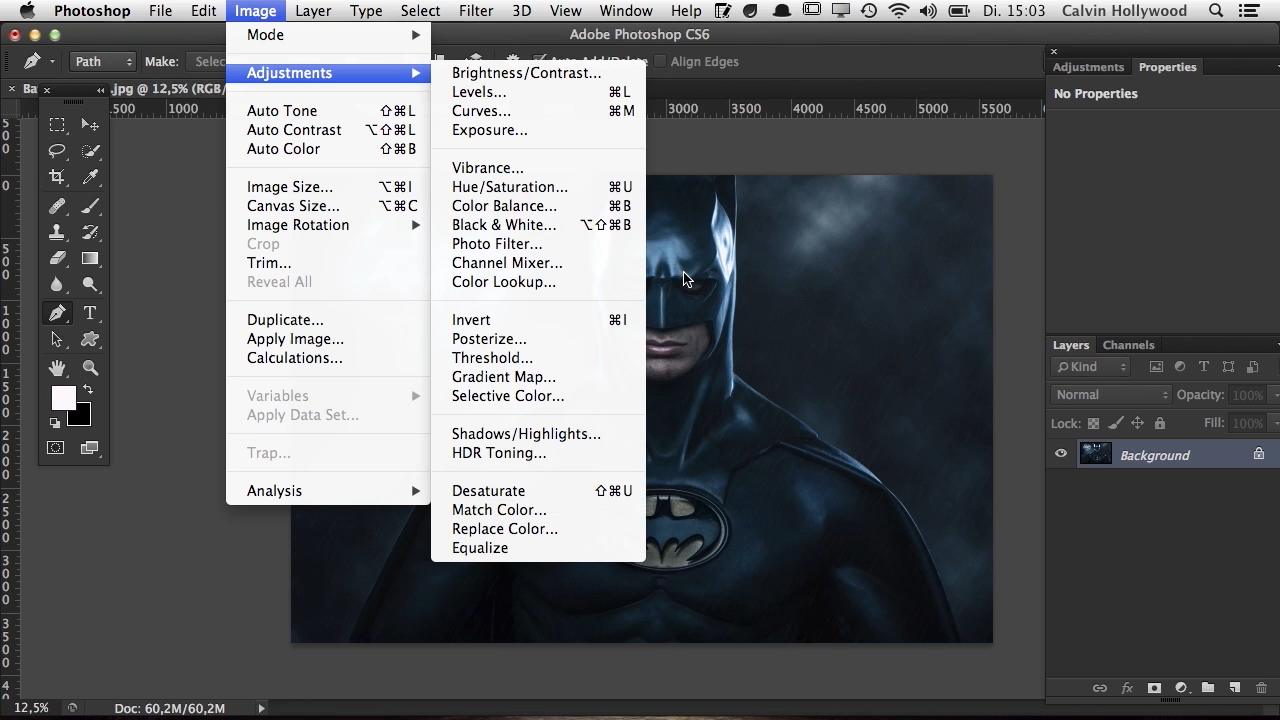 Photoshop File Edit Image Layer Type Select Filter 3D View Window Help Di. 15:03 Calvin Hollywood
Adobe Photoshop CS6
Path Make: Selec Auto Add/Delete Align Edges
.jpg @ 12,5% (RGB/
500 1000 3000 3500 4000 4500 5000 5500
Mode
Adjustments
Auto Tone ⇧⌘L
Auto Contrast ⌥⇧⌘L
Auto Color ⇧⌘B
Image Size... ⌥⌘I
Canvas Size... ⌥⌘C
Image Rotation
Crop
Trim...
Reveal All
Duplicate...
Apply Image...
Calculations...
Variables
Apply Data Set...
Trap...
Analysis
Brightness/Contrast...
Levels... ⌘L
Curves... ⌘M
Exposure...
Vibrance...
Hue/Saturation... ⌘U
Color Balance... ⌘B
Black & White... ⌥⇧⌘B
Photo Filter...
Channel Mixer...
Color Lookup...
Invert ⌘I
Posterize...
Threshold...
Gradient Map...
Selective Color...
Shadows/Highlights...
HDR Toning...
Desaturate ⇧⌘U
Match Color...
Replace Color...
Equalize
Adjustments Properties
No Properties
Layers Channels
Kind
Normal Opacity: 100%
Lock: Fill: 100%
Background
12,5% Doc: 60,2M/60,2M